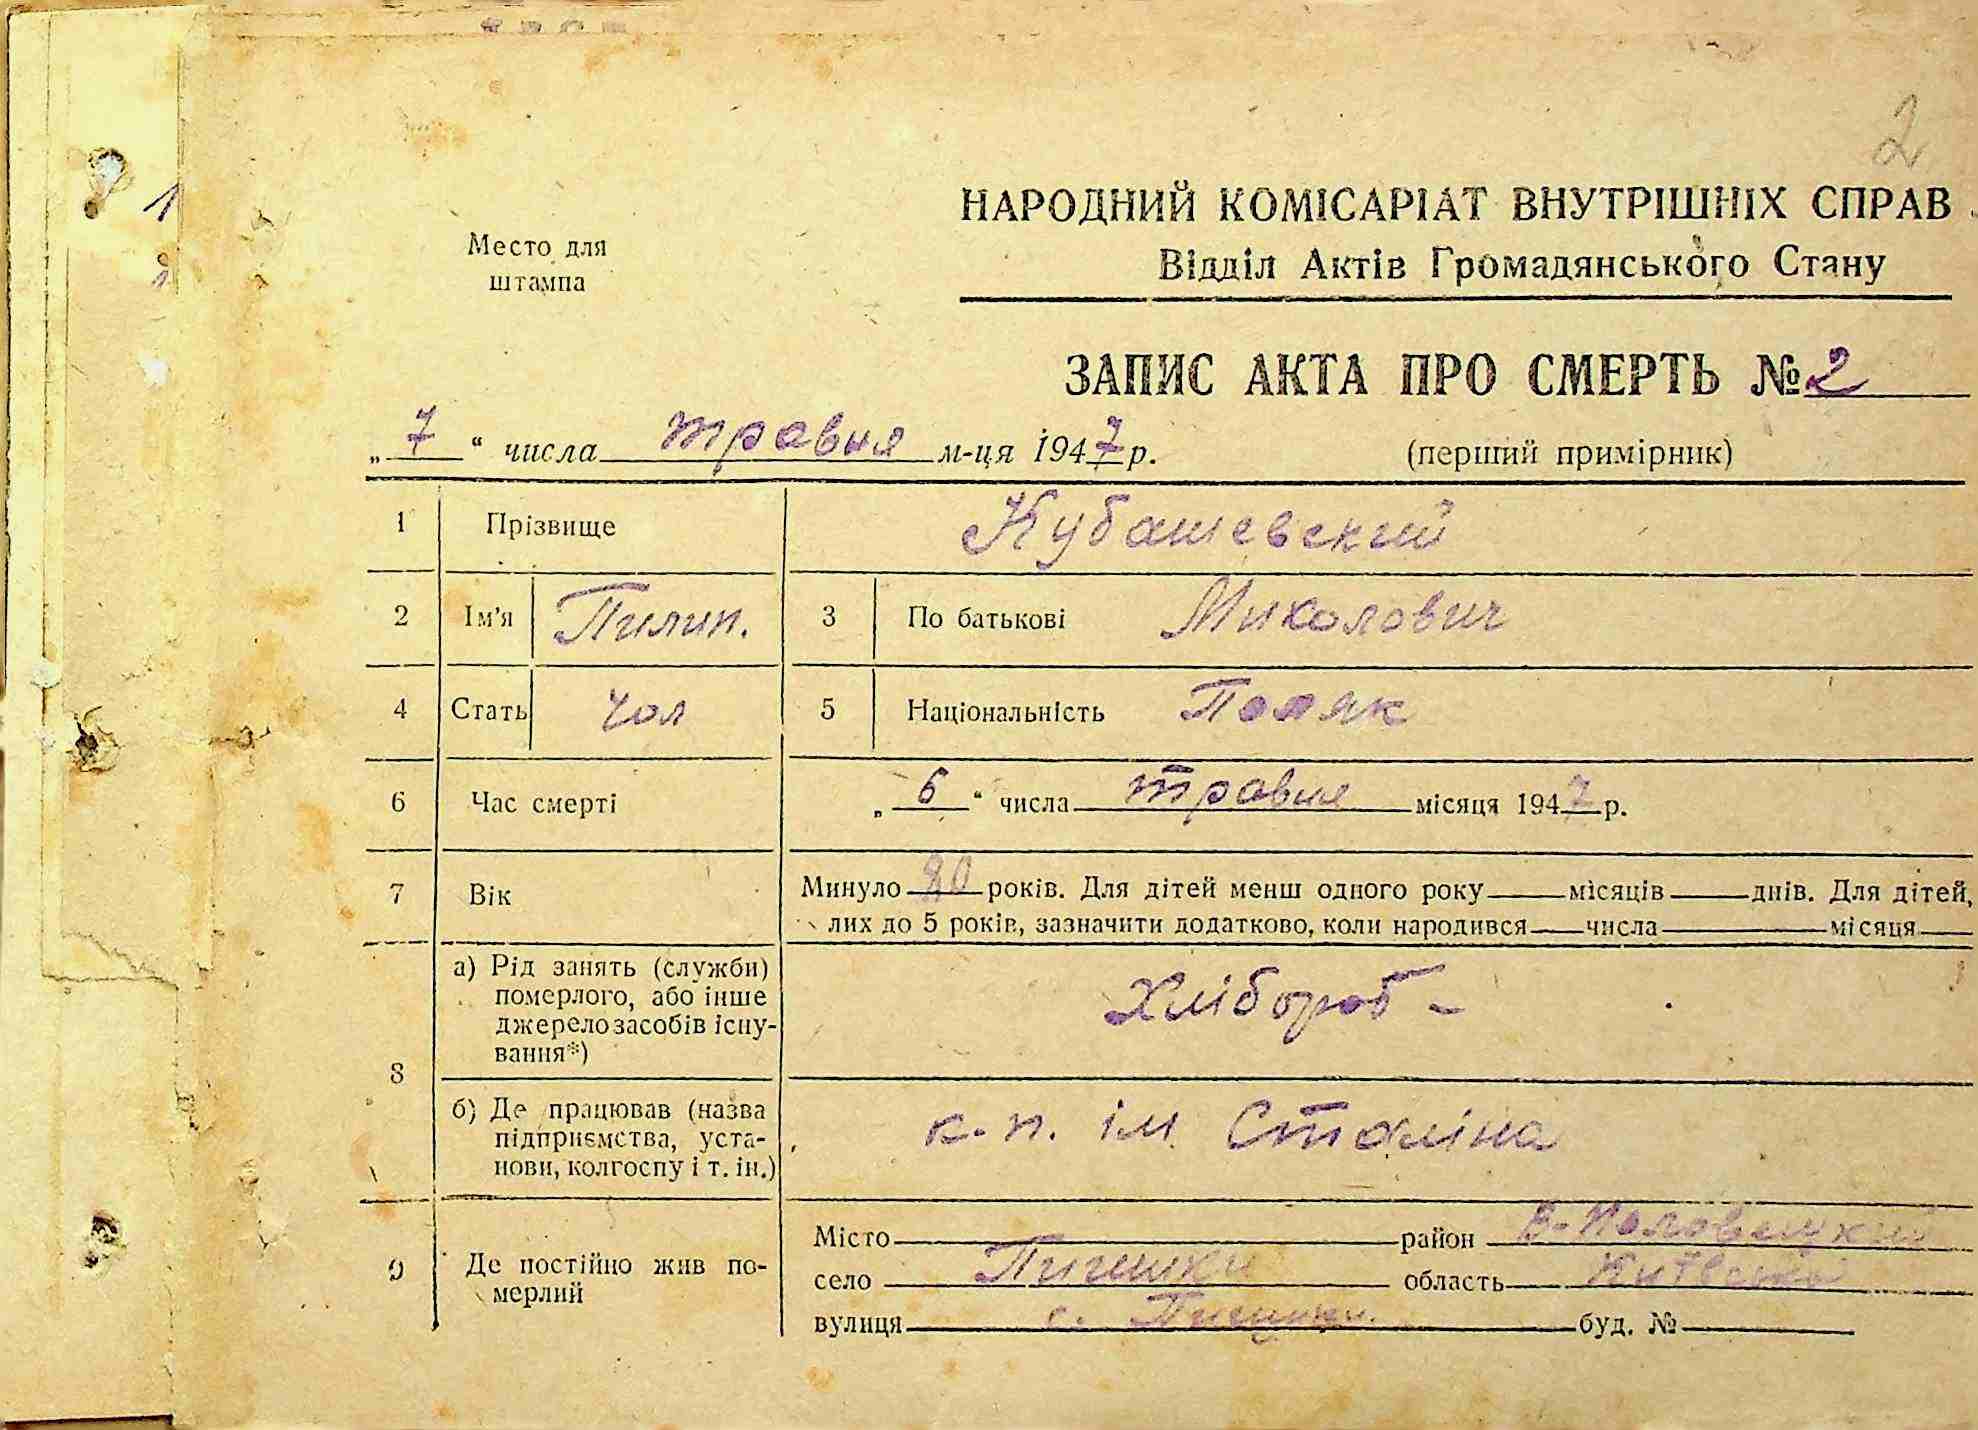 2
1
Место для
штампа
НАРОДНИЙ КОМІСАРІАТ ВНУТРІШНІХ СПРАВ
Відділ Актів Громадянського Стану
ЗАПИС АКТА ПРО СМЕРТЬ № 2
„7“ числа травня м-ця 1947 р. (перший примірник)
1 Прізвище Кубашевский
2 Ім'я Пилип. 3 По батькові Миколович
4 Стать чол 5 Національність Поляк
6 Час смерті „6“ числа травня місяця 1947 р.
7 Вік Минуло 80 років. Для дітей менш одного року місяців днів. Для дітей,
лих до 5 років, зазначити додатково, коли народився числа місяця
8 а) Рід занять (служби)
померлого, або інше
джерело засобів існу-
вання*) Хлібороб -
б) Де працював (назва
підприємства, уста-
нови, колгоспу і т. ін.) к-п. ім Сталіна
9 Де постійно жив по-
мерлий
Місто район В-Половецкий
село область Київська
вулиця с. буд. №